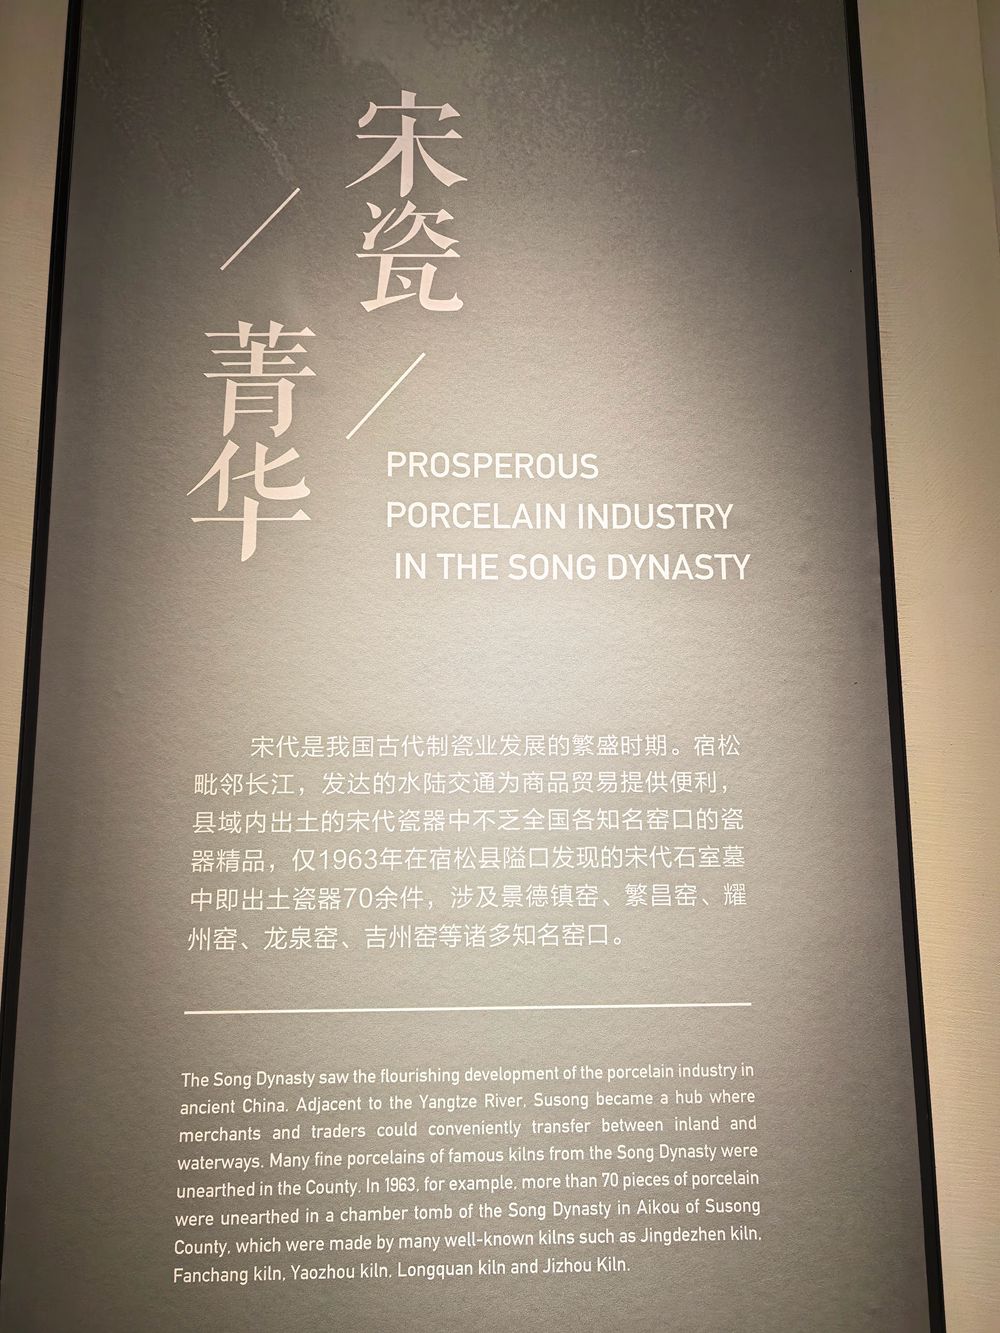 宋瓷
菁华
PROSPEROUS
PORCELAIN INDUSTRY
IN THE SONG DYNASTY
宋代是我国古代制瓷业发展的繁盛时期。宿松
毗邻长江，发达的水陆交通为商品贸易提供便利，
县域内出土的宋代瓷器中不乏全国各知名窑口的瓷
器精品，仅1963年在宿松县隘口发现的宋代石室墓
中即出土瓷器70余件，涉及景德镇窑、繁昌窑、耀
州窑、龙泉窑、吉州窑等诸多知名窑口。
The Song Dynasty saw the flourishing development of the porcelain industry in
ancient China. Adjacent to the Yangtze River, Susong became a hub where
merchants and traders could conveniently transfer between inland and
waterways. Many fine porcelains of famous kilns from the Song Dynasty were
unearthed in the County. In 1963, for example, more than 70 pieces of porcelain
were unearthed in a chamber tomb of the Song Dynasty in Aikou of Susong
County, which were made by many well-known kilns such as Jingdezhen kiln,
Fanchang kiln, Yaozhou kiln, Longquan kiln and Jizhou Kiln.